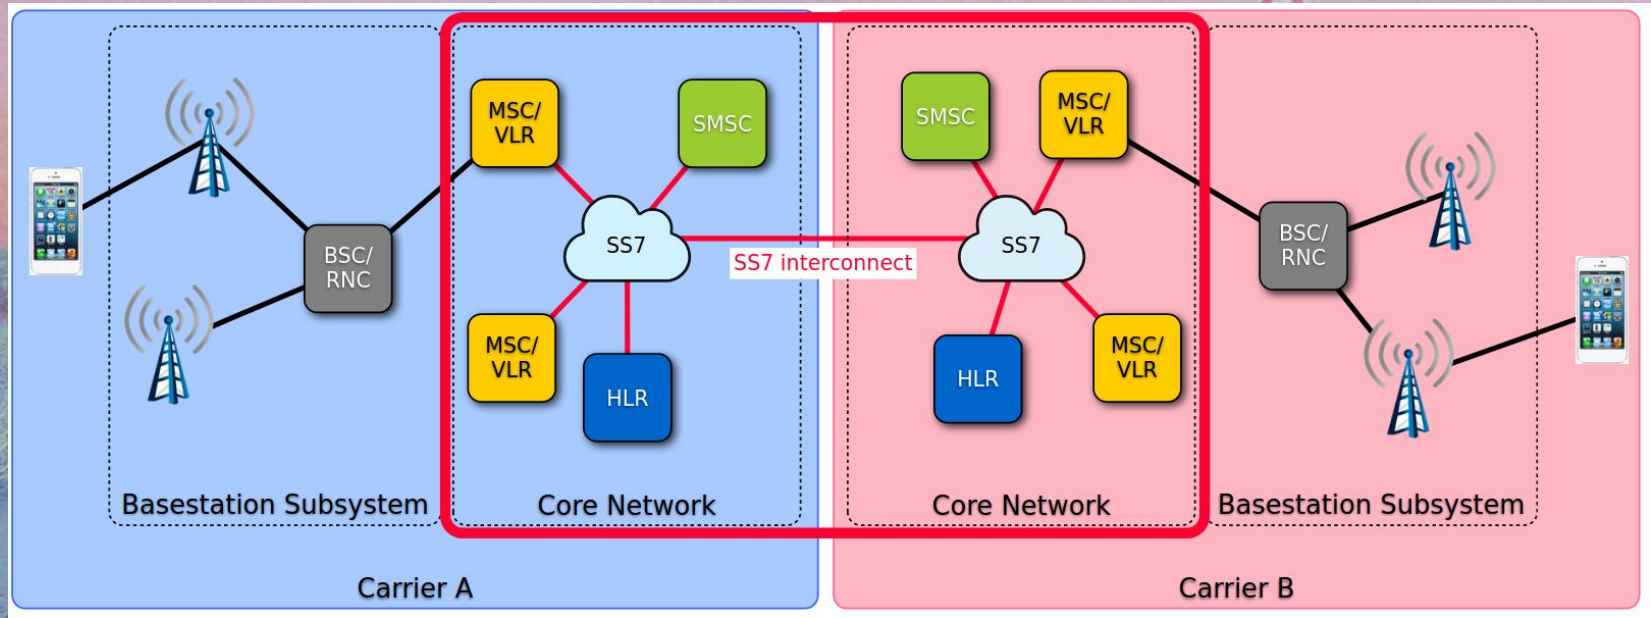 MSC/
VLR
SMSC
SS7
BSC/
RNC
MSC/
VLR
HLR
Basestation Subsystem
Core Network
Carrier A
SS7 interconnect
SMSC
MSC/
VLR
SS7
BSC/
RNC
HLR
MSC/
VLR
Core Network
Basestation Subsystem
Carrier B